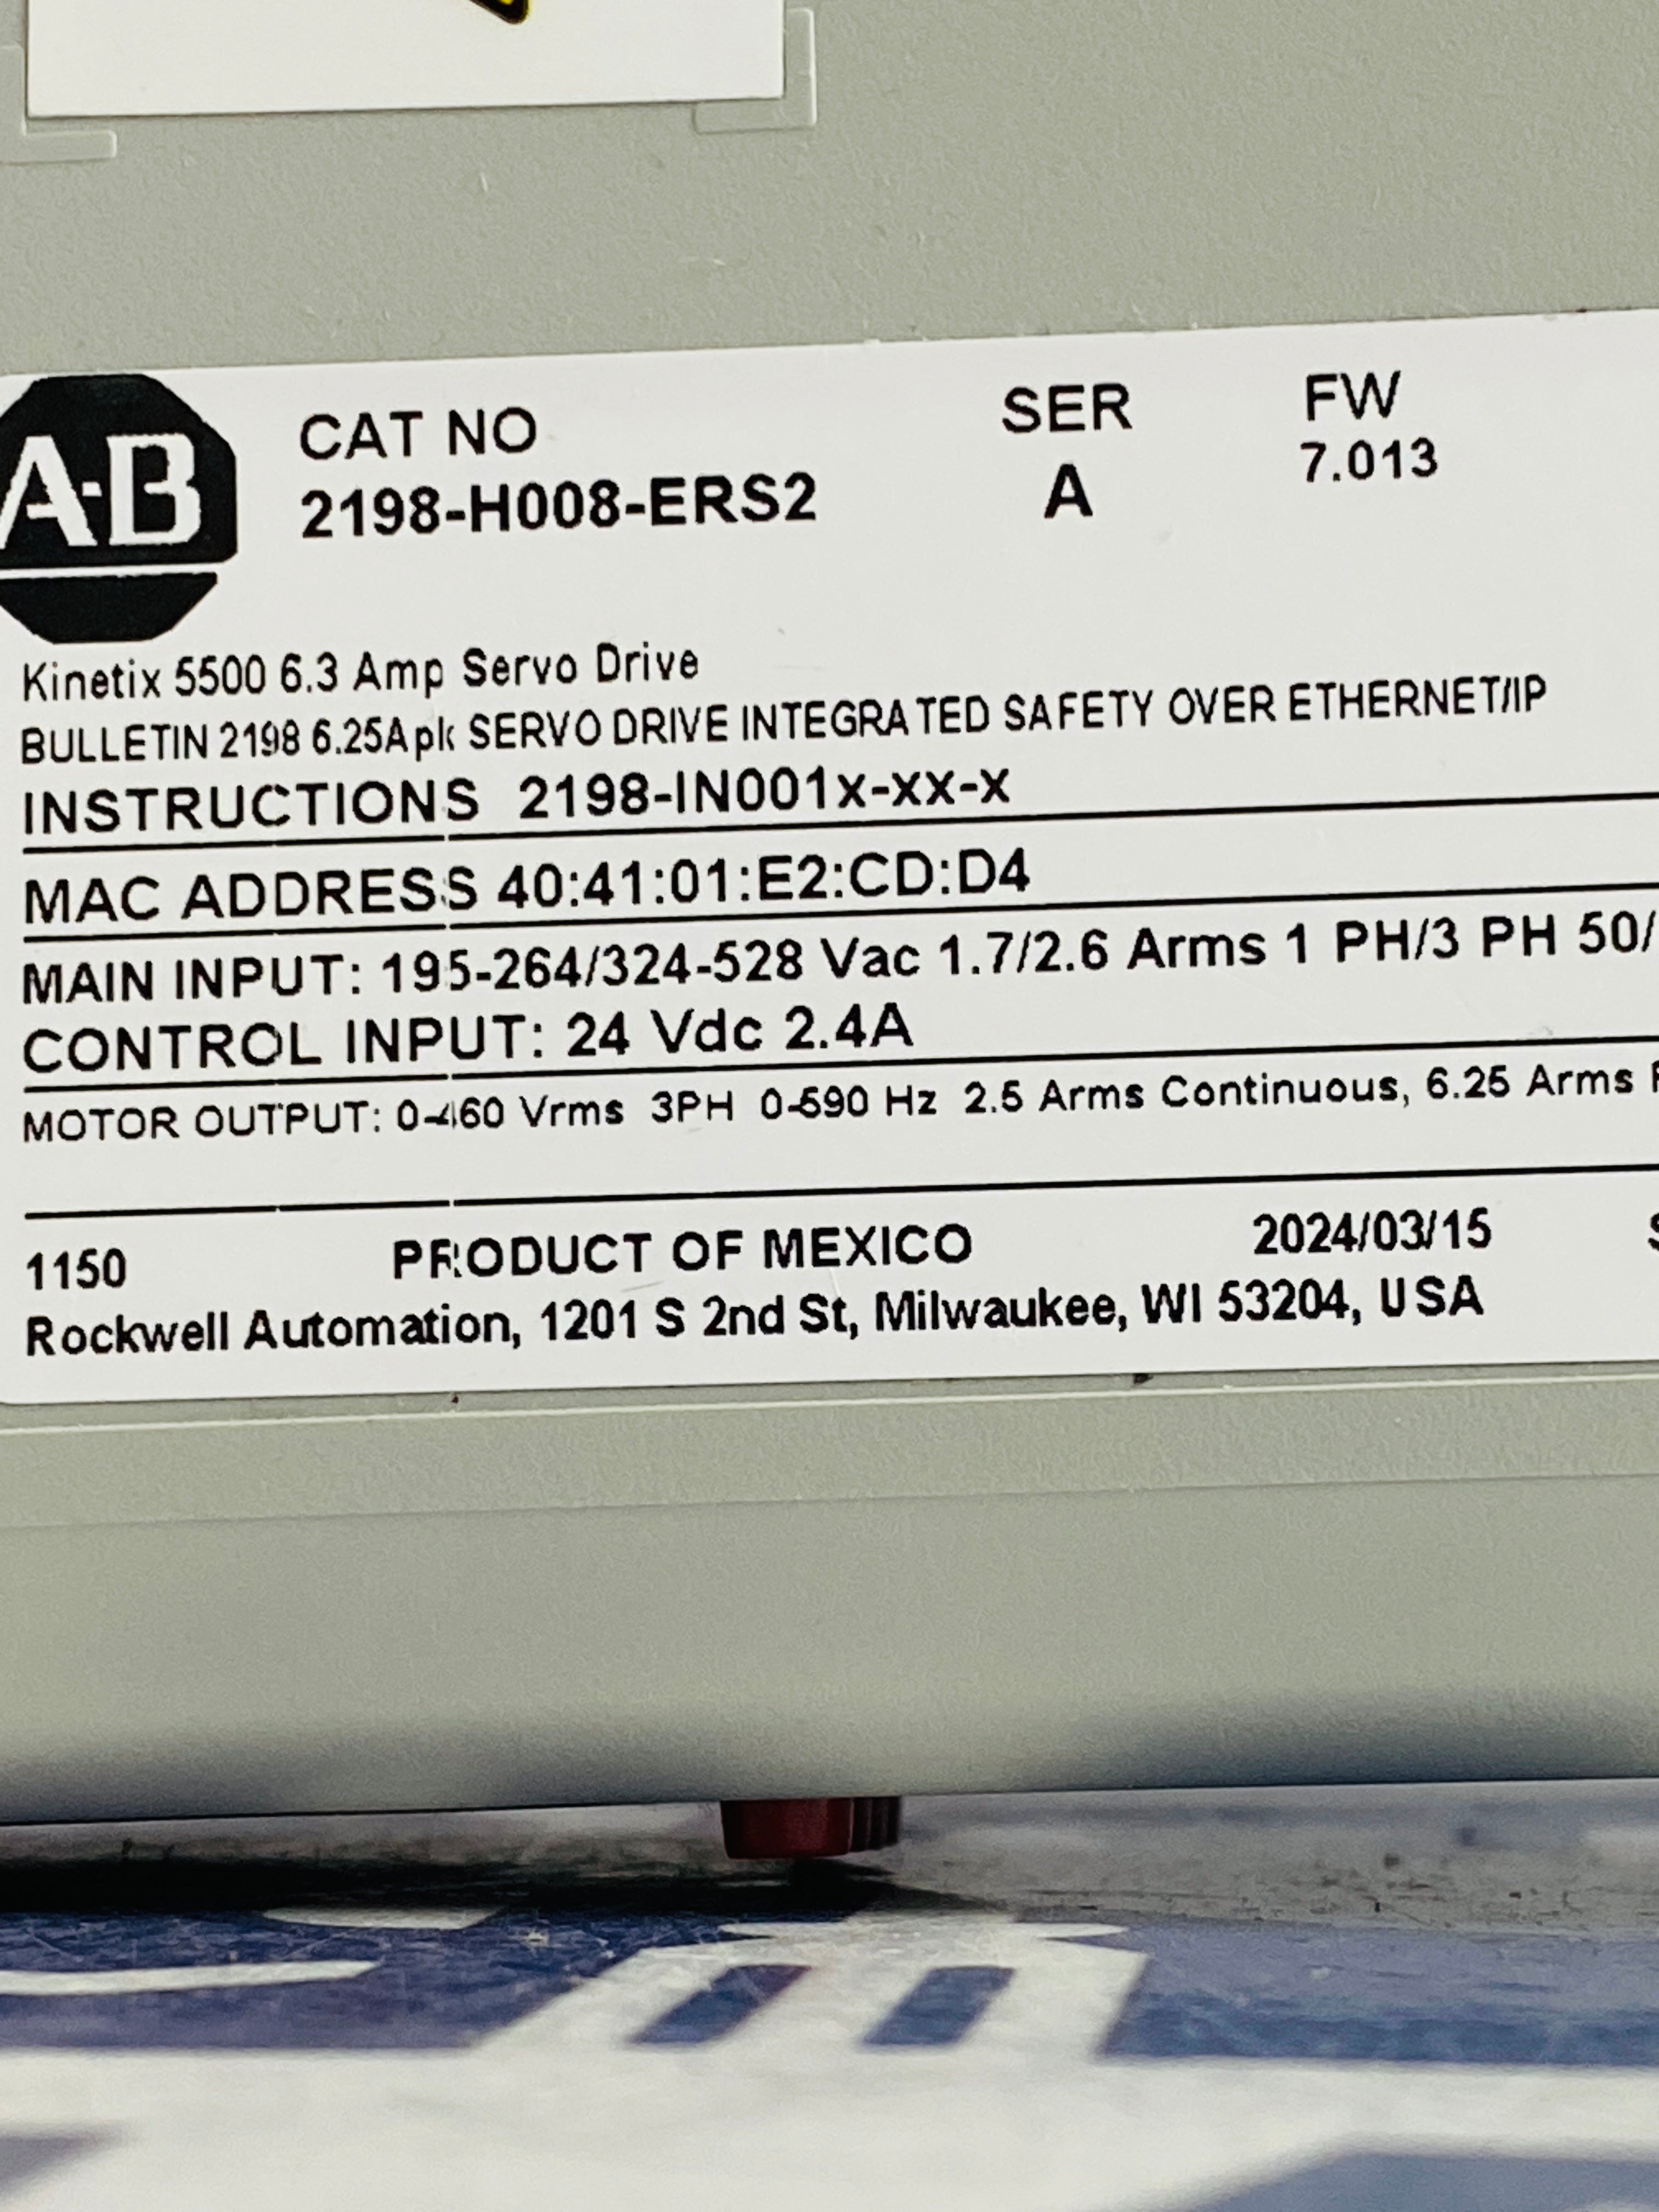 A-B
CAT NO SER FW
2198-H008-ERS2 A 7.013
Kinetix 5500 6.3 Amp Servo Drive
BULLETIN 2198 6.25Apk SERVO DRIVE INTEGRATED SAFETY OVER ETHERNET/IP
INSTRUCTIONS 2198-IN001x-xx-x
MAC ADDRESS 40:41:01:E2:CD:D4
MAIN INPUT: 195-264/324-528 Vac 1.7/2.6 Arms 1 PH/3 PH 50/
CONTROL INPUT: 24 Vdc 2.4A
MOTOR OUTPUT: 0-460 Vrms 3PH 0-590 Hz 2.5 Arms Continuous, 6.25 Arms
1150 PRODUCT OF MEXICO 2024/03/15
Rockwell Automation, 1201 S 2nd St, Milwaukee, WI 53204, USA